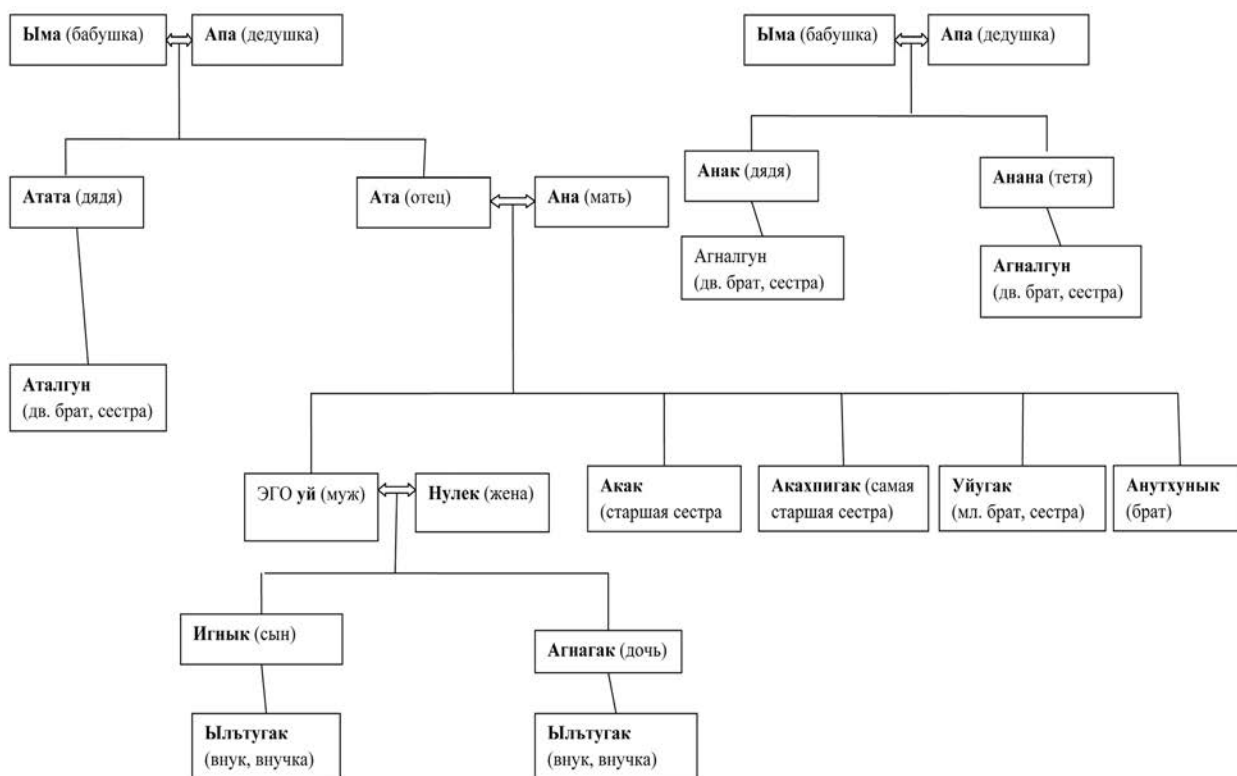 Ыма (бабушка)
Апа (дедушка)
Ыма (бабушка)
Апа (дедушка)
Атата (дядя)
Ата (отец)
Ана (мать)
Анак (дядя)
Анана (тетя)
Агналгун
(дв. брат, сестра)
Агналгун
(дв. брат, сестра)
Аталгун
(дв. брат, сестра)
ЭГО уй (муж)
Нулек (жена)
Акак
(старшая сестра
Акахпигак (самая
старшая сестра)
Уйугак
(мл. брат, сестра)
Анутхунык
(брат)
Игнык (сын)
Агнагак (дочь)
Ылътугак
(внук, внучка)
Ылътугак
(внук, внучка)